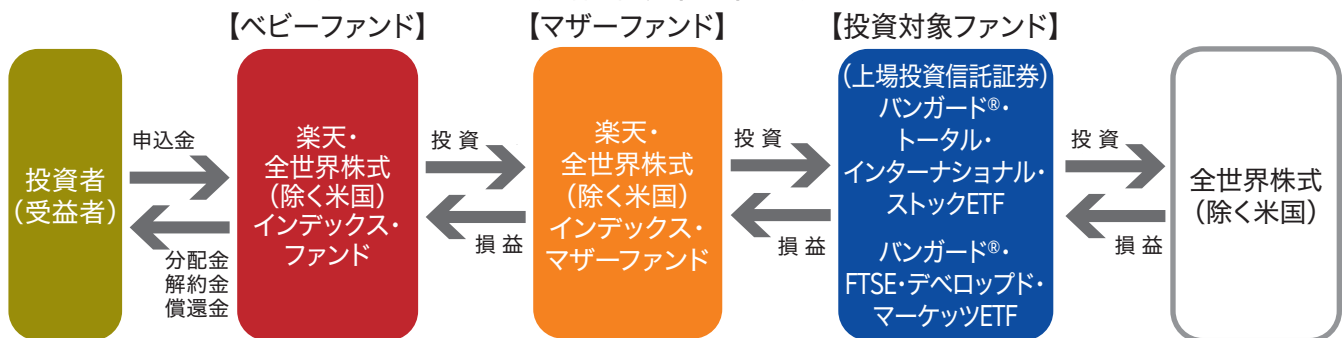 【ベビーファンド】
【マザーファンド】
【投資対象ファンド】
投資者
（受益者）
申込金
分配金
解約金
償還金
楽天・
全世界株式
（除く米国）
インデックス・
ファンド
投資
損益
楽天・
全世界株式
（除く米国）
インデックス・
マザーファンド
投資
損益
（上場投資信託証券）
バンガード®・
トータル・
インターナショナル・
ストックETF
バンガード®・
FTSE・デベロップド・
マーケッツETF
投資
損益
全世界株式
（除く米国）